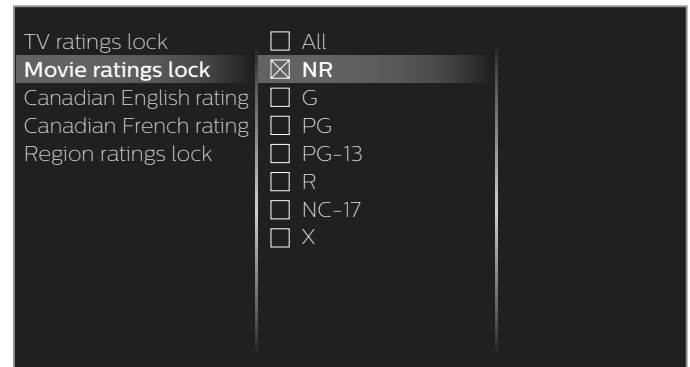 TV ratings lock
Movie ratings lock
Canadian English rating
Canadian French rating
Region ratings lock
All
NR
G
PG
PG-13
R
NC-17
X